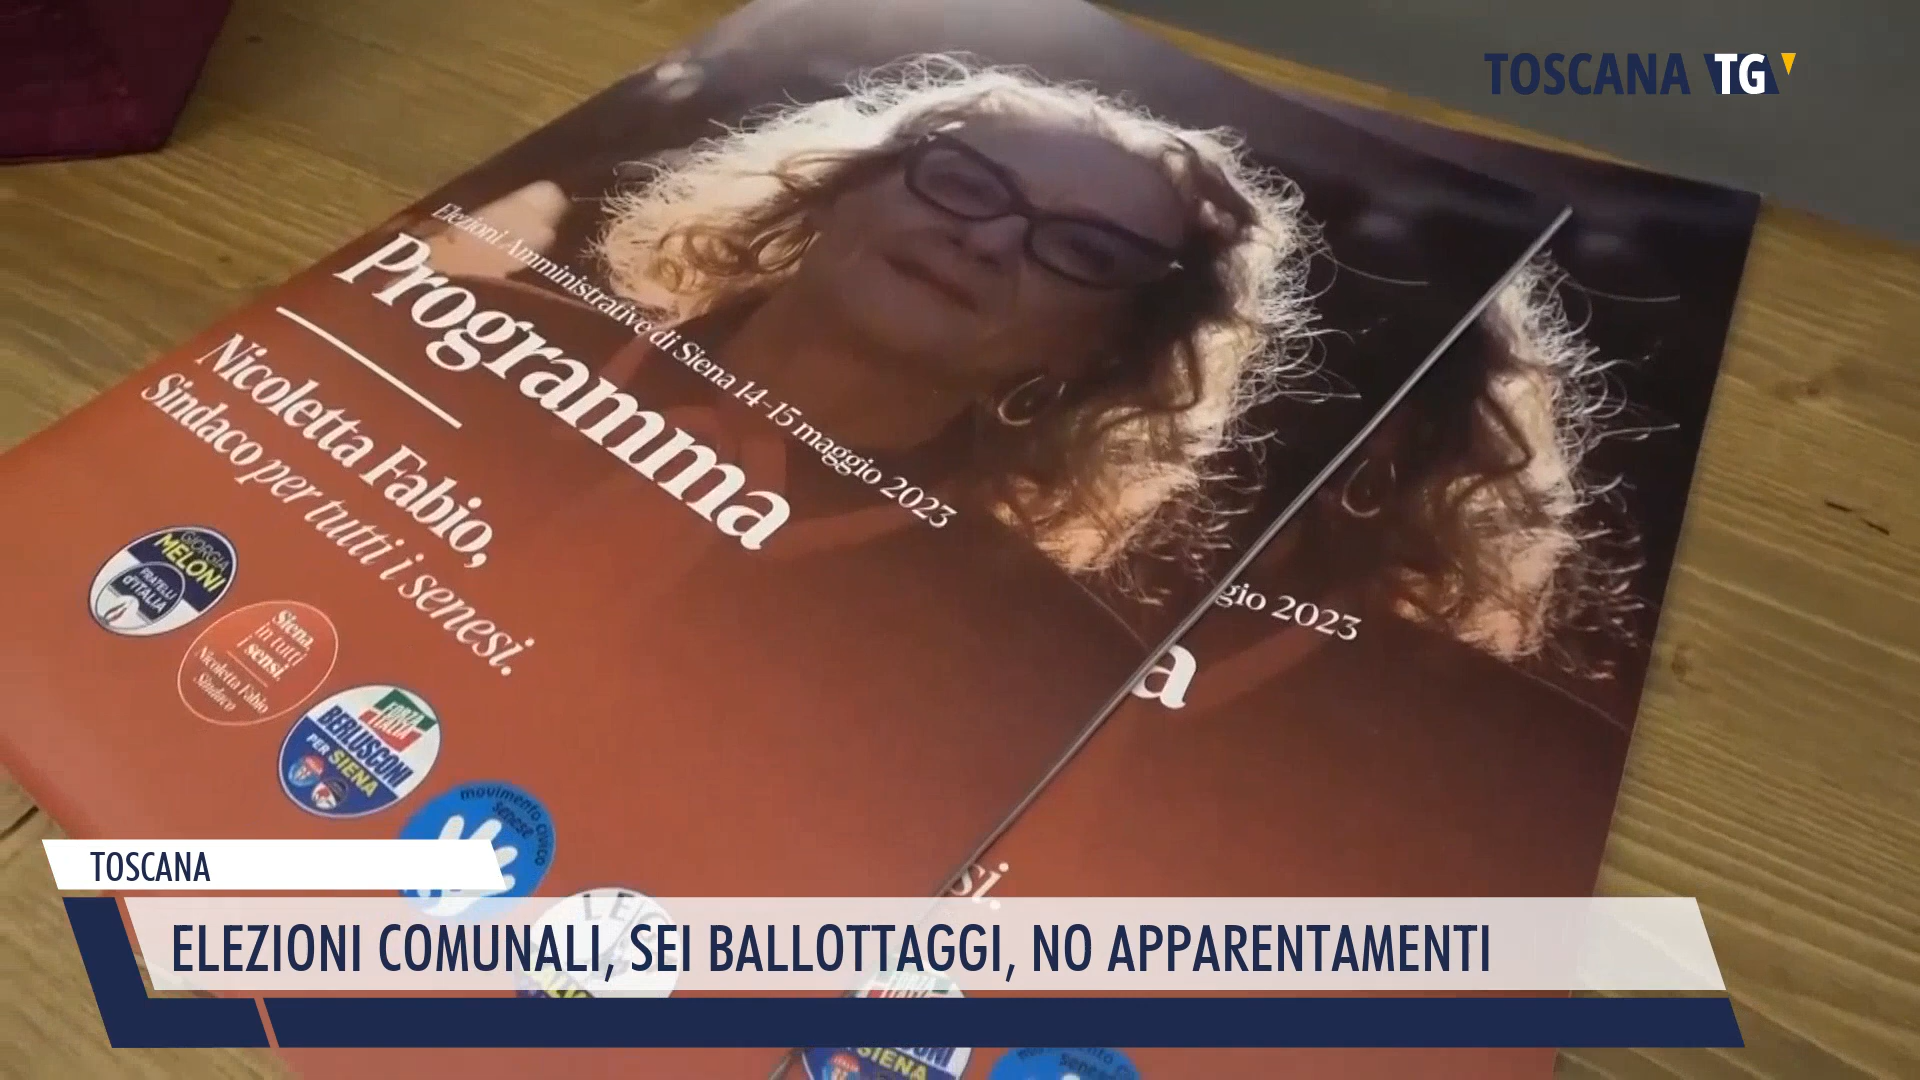 TOSCANA TG
Elezioni Amministrative di Siena 14-15 maggio 2023
Programma
Nicoletta Fabio,
Sindaco per tutti i senesi.
GIORGIA
MELONI
FRATELLI
d'ITALIA
Siena,
in tutti
i sensi.
Nicoletta Fabio
Sindaco
FORZA
ITALIA
BERLUSCONI
PER SIENA
movimento civico
senese
gio 2023
a
si.
SIENA
TOSCANA
ELEZIONI COMUNALI, SEI BALLOTTAGGI, NO APPARENTAMENTI